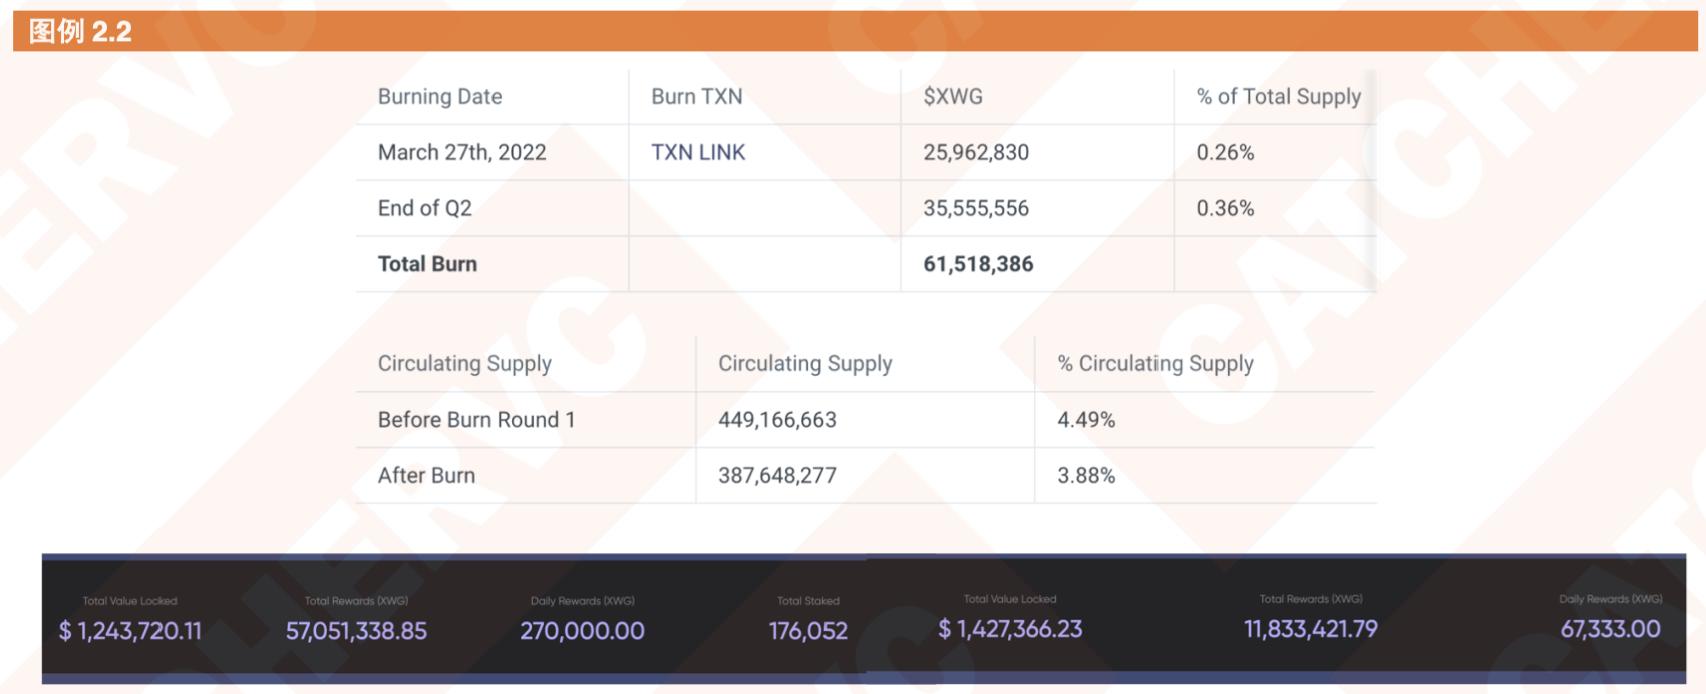 图例 2.2
Burning Date Burn TXN $XWG % of Total Supply
March 27th, 2022 TXN LINK 25,962,830 0.26%
End of Q2 35,555,556 0.36%
Total Burn 61,518,386
Circulating Supply Circulating Supply % Circulating Supply
Before Burn Round 1 449,166,663 4.49%
After Burn 387,648,277 3.88%
Total Value Locked Total Rewards (XWG) Daily Rewards (XWG) Total Staked Total Value Locked Total Rewards (XWG) Daily Rewards (XWG)
$ 1,243,720.11 57,051,338.85 270,000.00 176,052 $ 1,427,366.23 11,833,421.79 67,333.00
CATCHERVC